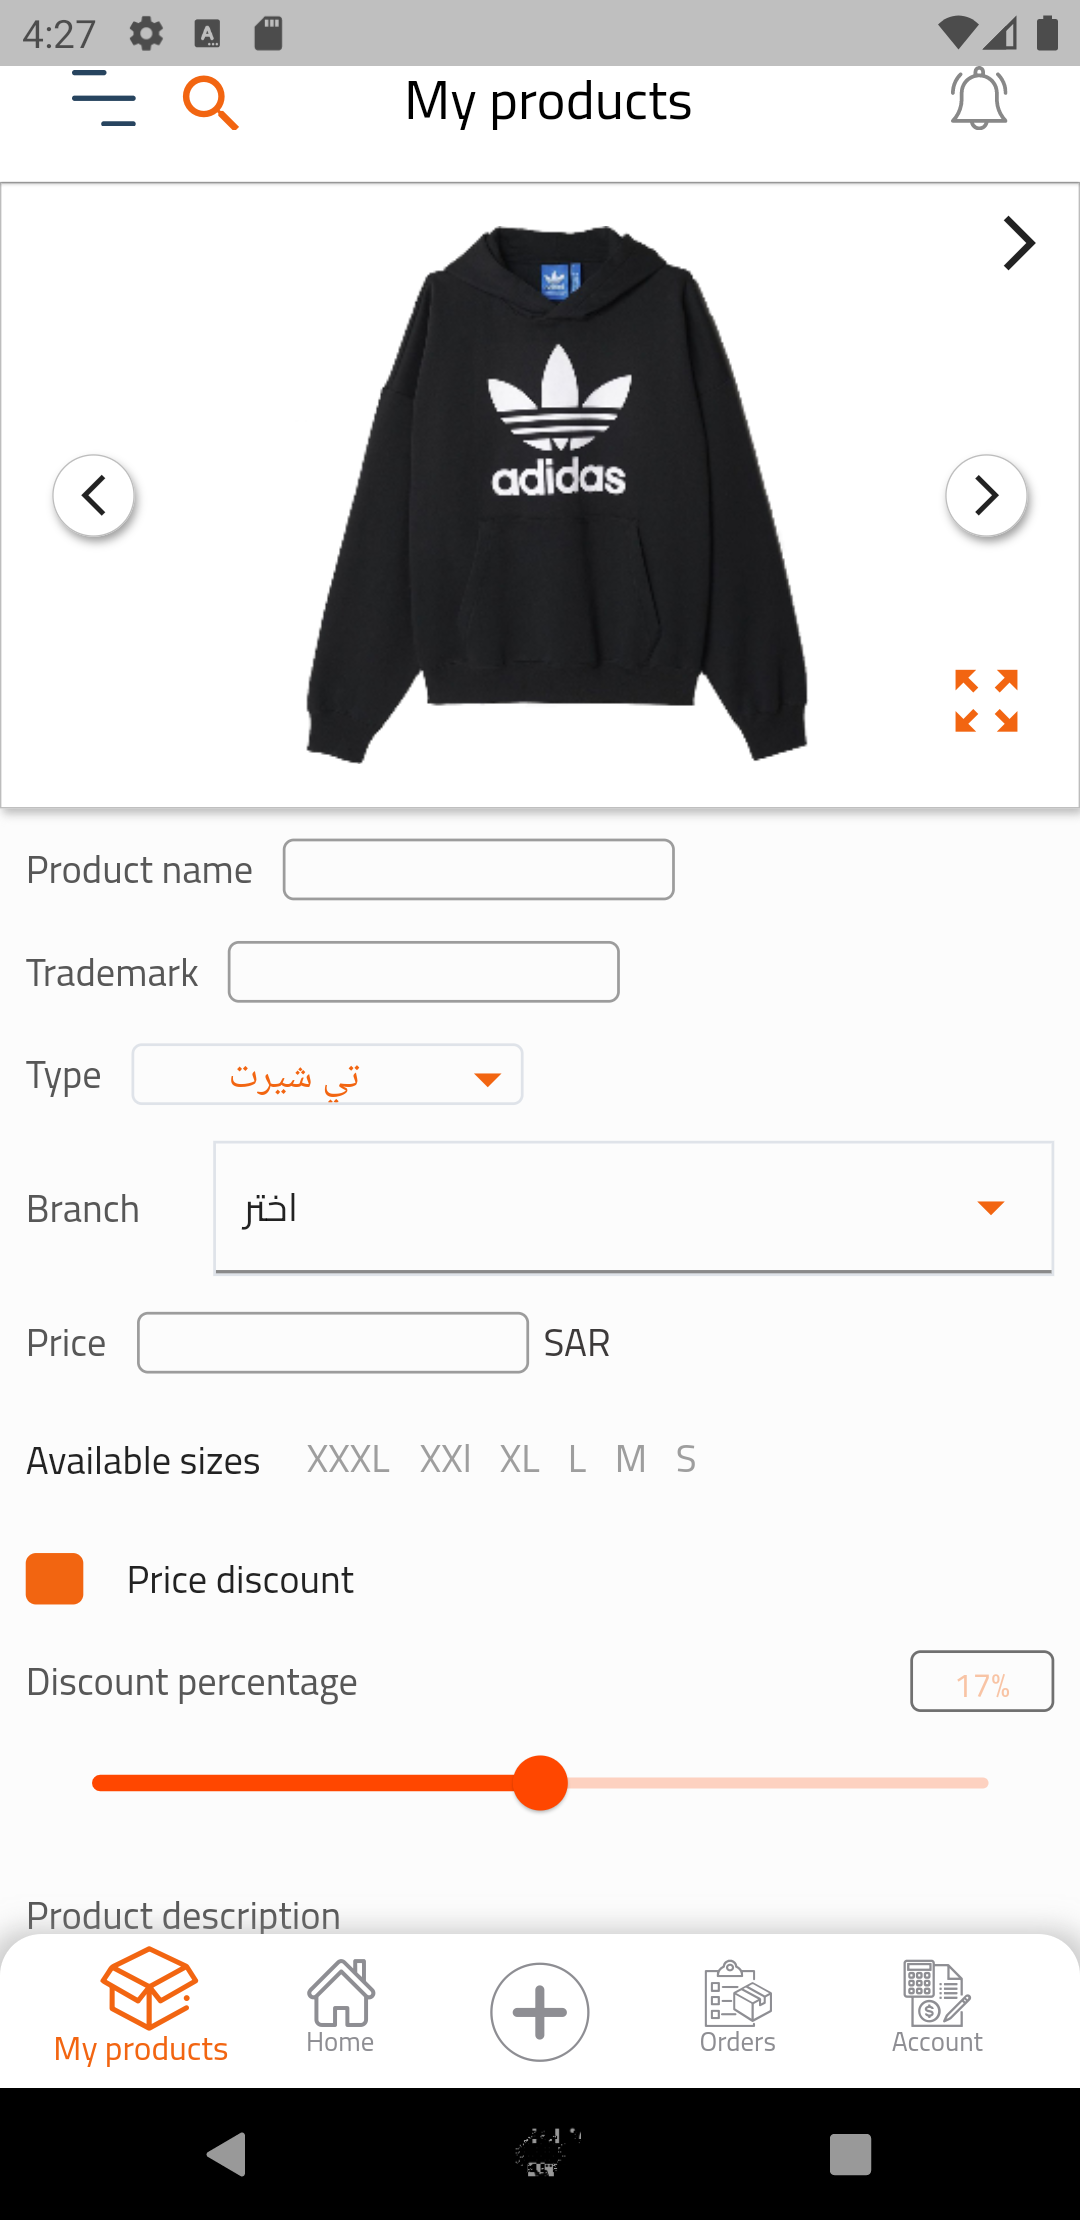 4:27
My products
adidas
Product name
Trademark
Type تي شيرت
Branch اختر
Price SAR
Available sizes XXXL XXl XL L M S
Price discount
Discount percentage 17%
Product description
My products Home Orders Account